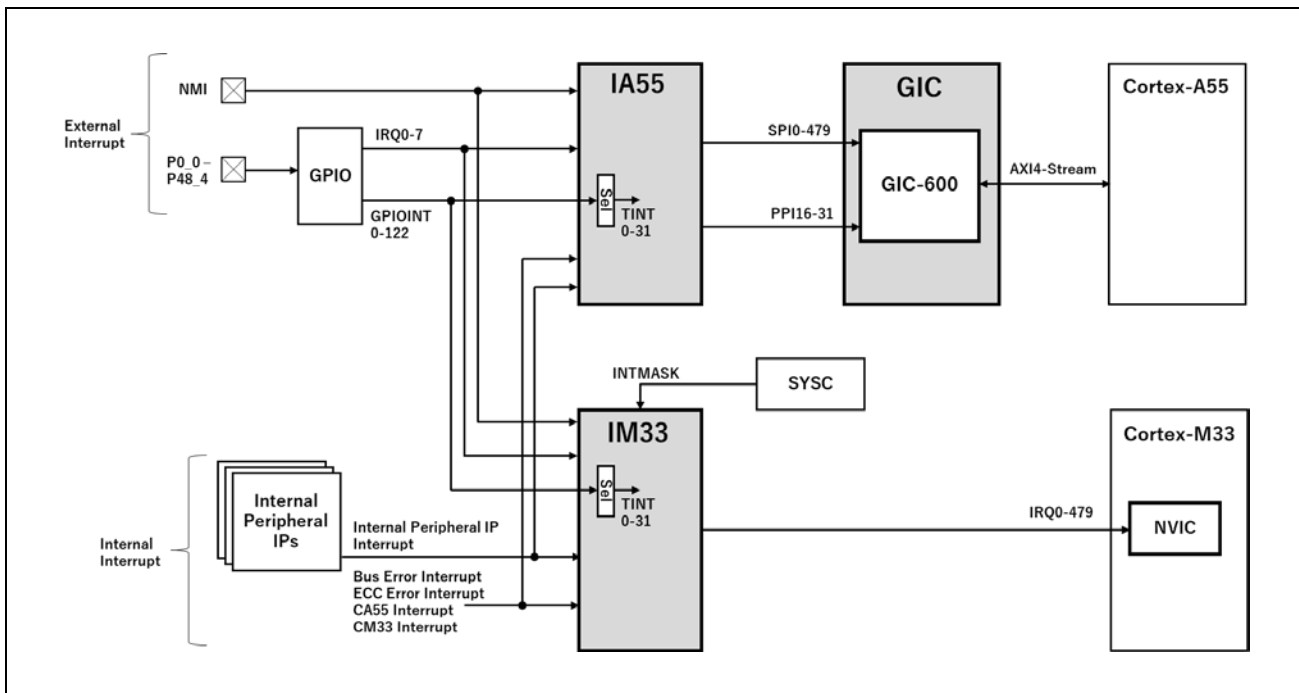 External
Interrupt
NMI
P0_0 –
P48_4
GPIO
IRQ0-7
GPIOINT
0-122
IA55
Sel
TINT
0-31
SPI0-479
PPI16-31
GIC
GIC-600
AXI4-Stream
Cortex-A55
INTMASK
SYSC
IM33
Sel
TINT
0-31
IRQ0-479
Cortex-M33
NVIC
Internal
Interrupt
Internal
Peripheral
IPs
Internal Peripheral IP
Interrupt
Bus Error Interrupt
ECC Error Interrupt
CA55 Interrupt
CM33 Interrupt